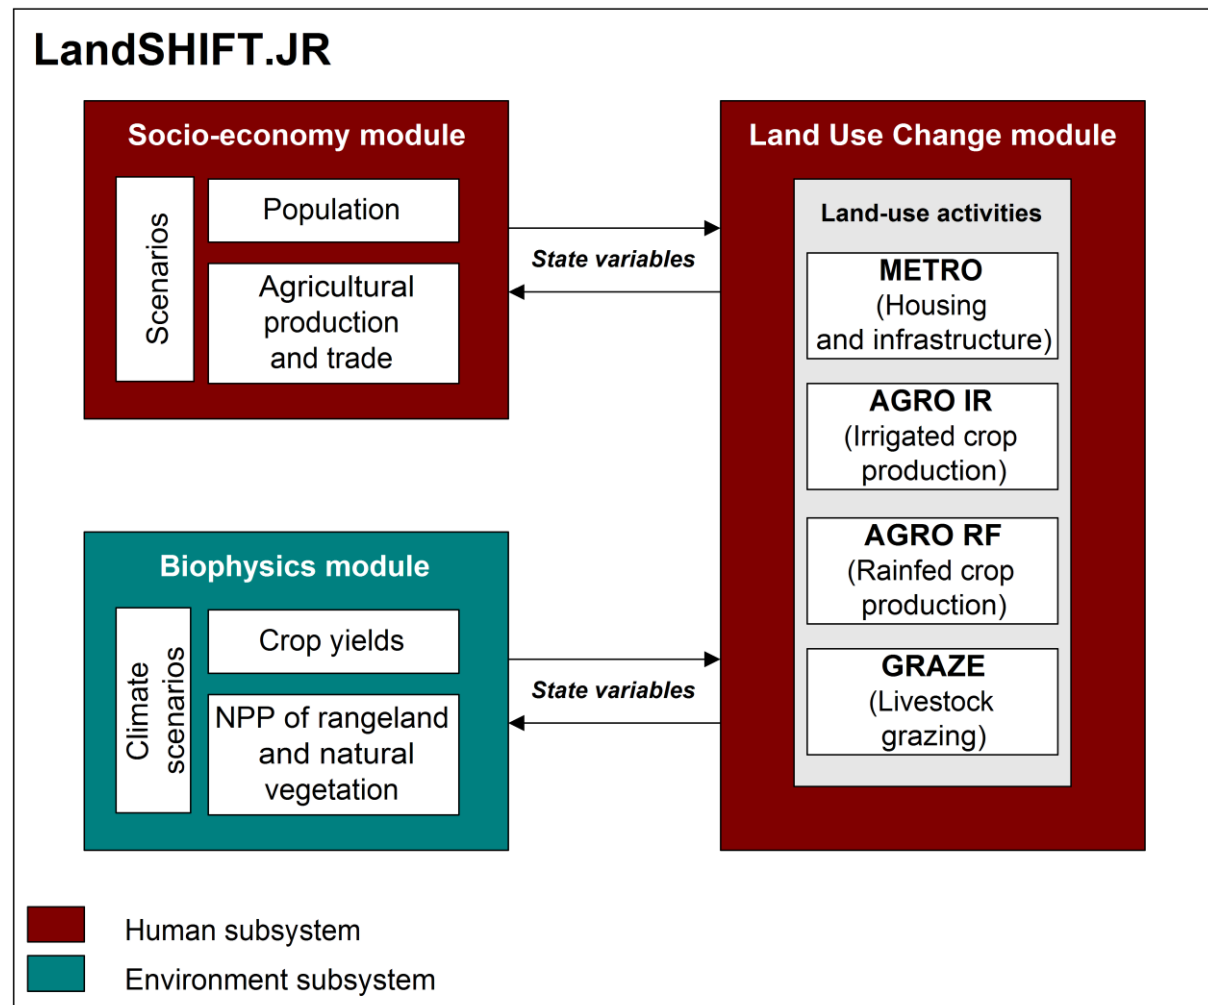 LandSHIFT.JR
Socio-economy module
Scenarios
Population
Agricultural
production
and trade
State variables
Land Use Change module
Land-use activities
METRO
(Housing
and infrastructure)
AGRO IR
(Irrigated crop
production)
AGRO RF
(Rainfed crop
production)
GRAZE
(Livestock
grazing)
Biophysics module
Climate
scenarios
Crop yields
NPP of rangeland
and natural
vegetation
State variables
Human subsystem
Environment subsystem